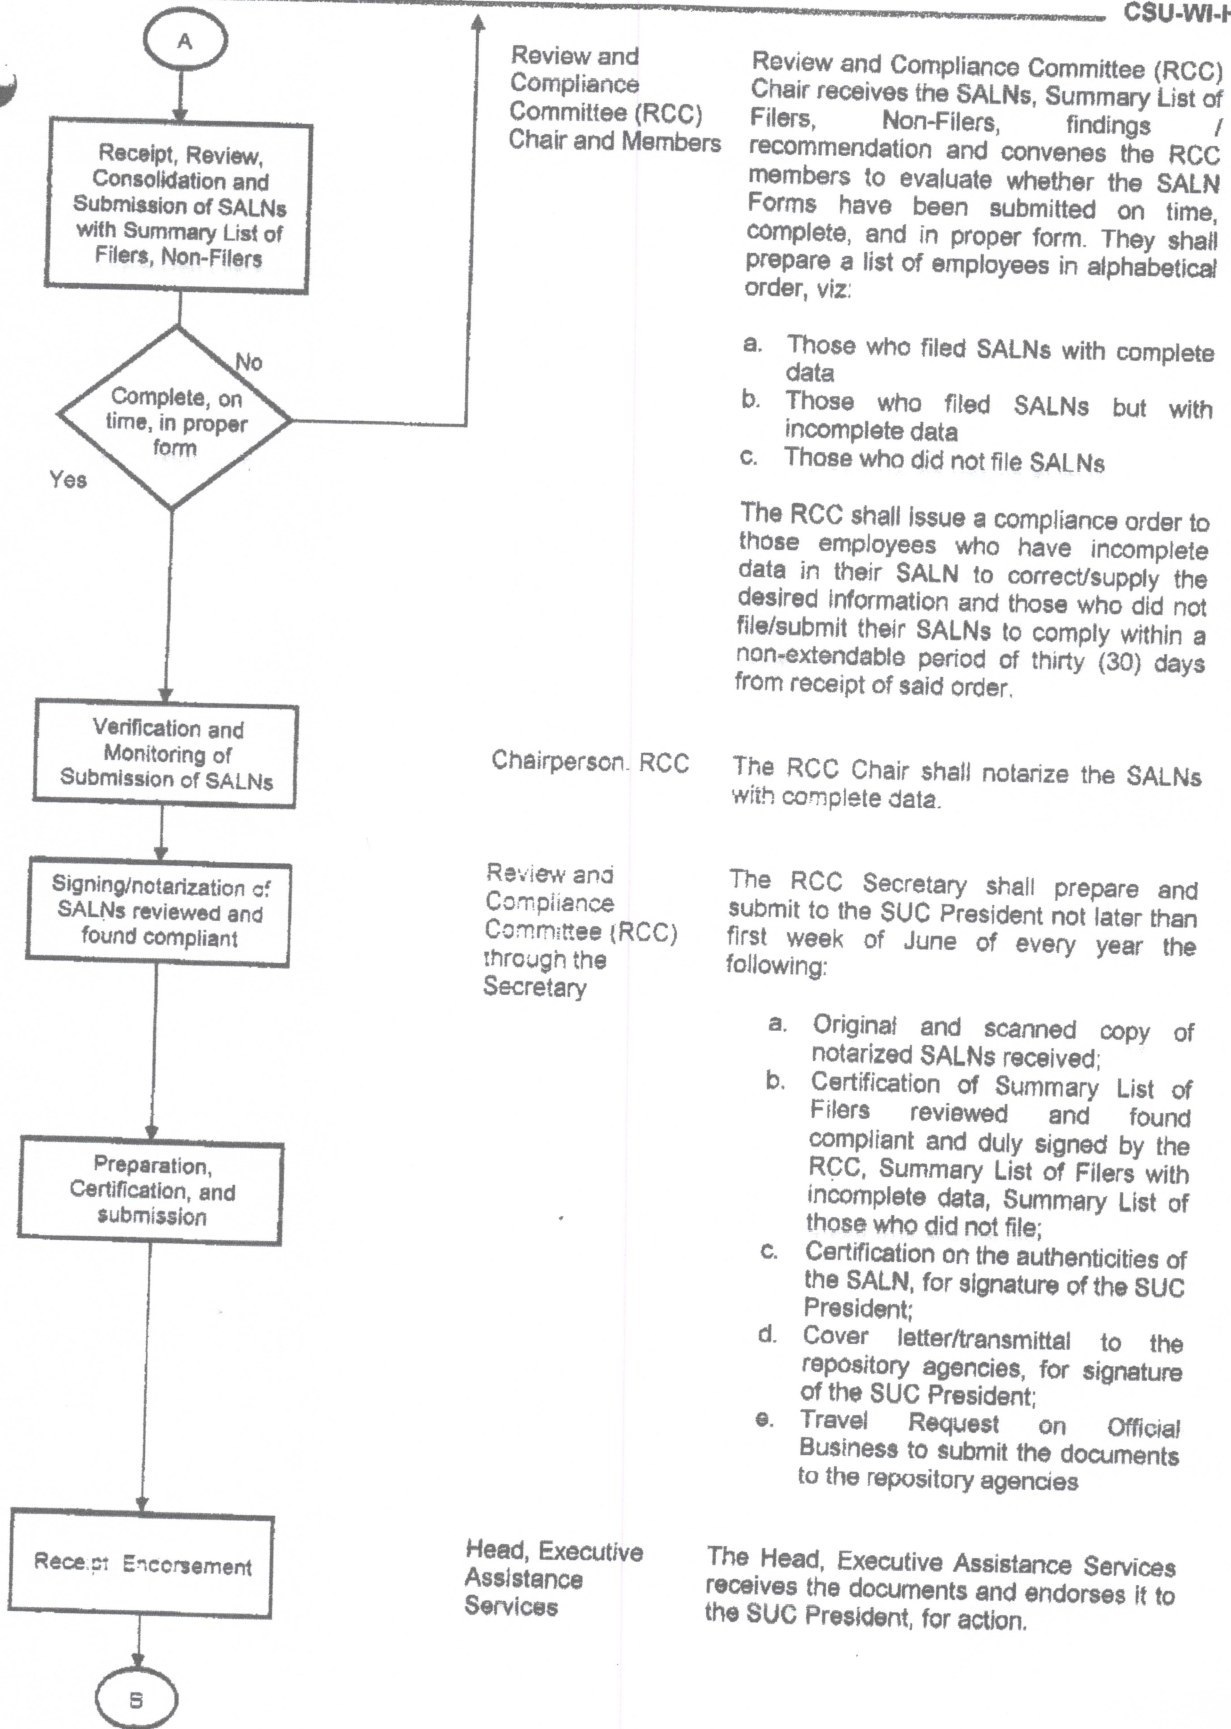 CSU-WI-H
A
Receipt, Review,
Consolidation and
Submission of SALNs
with Summary List of
Filers, Non-Filers
No
Complete, on
time, in proper
form
Yes
Verification and
Monitoring of
Submission of SALNs
Signing/notarization of
SALNs reviewed and
found compliant
Preparation,
Certification, and
submission
Receipt Encorsement
B
Review and
Compliance
Committee (RCC)
Chair and Members
Chairperson. RCC
Review and
Compliance
Committee (RCC)
through the
Secretary
Head, Executive
Assistance
Services
Review and Compliance Committee (RCC)
Chair receives the SALNs, Summary List of
Filers, Non-Filers, findings /
recommendation and convenes the RCC
members to evaluate whether the SALN
Forms have been submitted on time,
complete, and in proper form. They shall
prepare a list of employees in alphabetical
order, viz:
a. Those who filed SALNs with complete
data
b. Those who filed SALNs but with
incomplete data
c. Those who did not file SALNs
The RCC shall issue a compliance order to
those employees who have incomplete
data in their SALN to correct/supply the
desired information and those who did not
file/submit their SALNs to comply within a
non-extendable period of thirty (30) days
from receipt of said order.
The RCC Chair shall notarize the SALNs
with complete data.
The RCC Secretary shall prepare and
submit to the SUC President not later than
first week of June of every year the
following:
a. Original and scanned copy of
notarized SALNs received;
b. Certification of Summary List of
Filers reviewed and found
compliant and duly signed by the
RCC, Summary List of Filers with
incomplete data, Summary List of
those who did not file;
c. Certification on the authenticities of
the SALN, for signature of the SUC
President;
d. Cover letter/transmittal to the
repository agencies, for signature
of the SUC President;
e. Travel Request on Official
Business to submit the documents
to the repository agencies
The Head, Executive Assistance Services
receives the documents and endorses it to
the SUC President, for action.